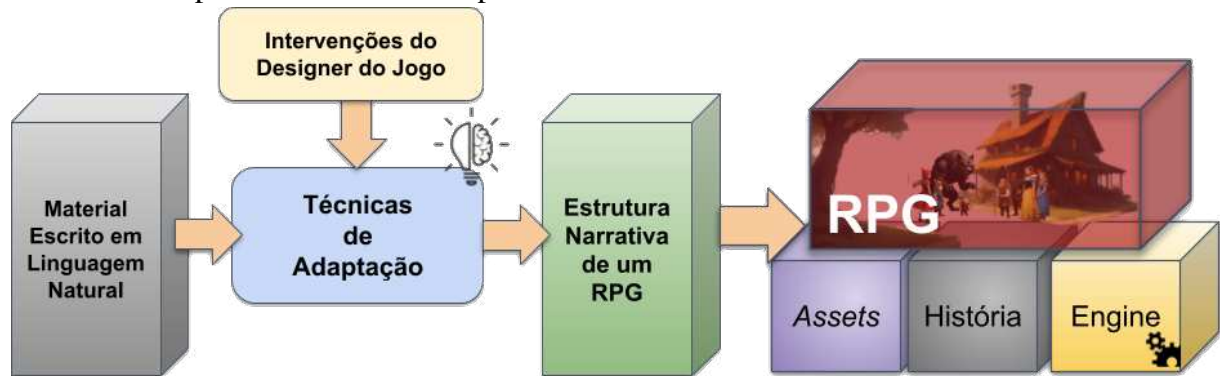 Intervenções do
Designer do Jogo
Material
Escrito em
Linguagem
Natural
Técnicas
de
Adaptação
Estrutura
Narrativa
de um
RPG
RPG
Assets
História
Engine